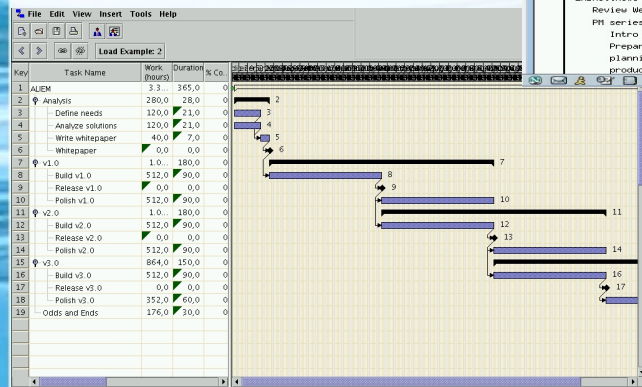 File Edit View Insert Tools Help
Load Example: 2
Key Task Name Work (hours) Duration % Co...
1 ALIEM 3.3... 365,0 0
2 Analysis 280,0 28,0 0
3 Define needs 120,0 21,0 0
4 Analyze solutions 120,0 21,0 0
5 Write whitepaper 40,0 7,0 0
6 Whitepaper 0,0 0,0 0
7 v1.0 1.0... 180,0 0
8 Build v1.0 512,0 90,0 0
9 Release v1.0 0,0 0,0 0
10 Polish v1.0 512,0 90,0 0
11 v2.0 1.0... 180,0 0
12 Build v2.0 512,0 90,0 0
13 Release v2.0 0,0 0,0 0
14 Polish v2.0 512,0 90,0 0
15 v3.0 864,0 150,0 0
16 Build v3.0 512,0 90,0 0
17 Release v3.0 0,0 0,0 0
18 Polish v3.0 352,0 60,0 0
19 Odds and Ends 176,0 30,0 0
2
3
4
5
6
7
8
9
10
11
12
13
14
16
17
Review We
PM series
Intro
Prepar
planni
produc